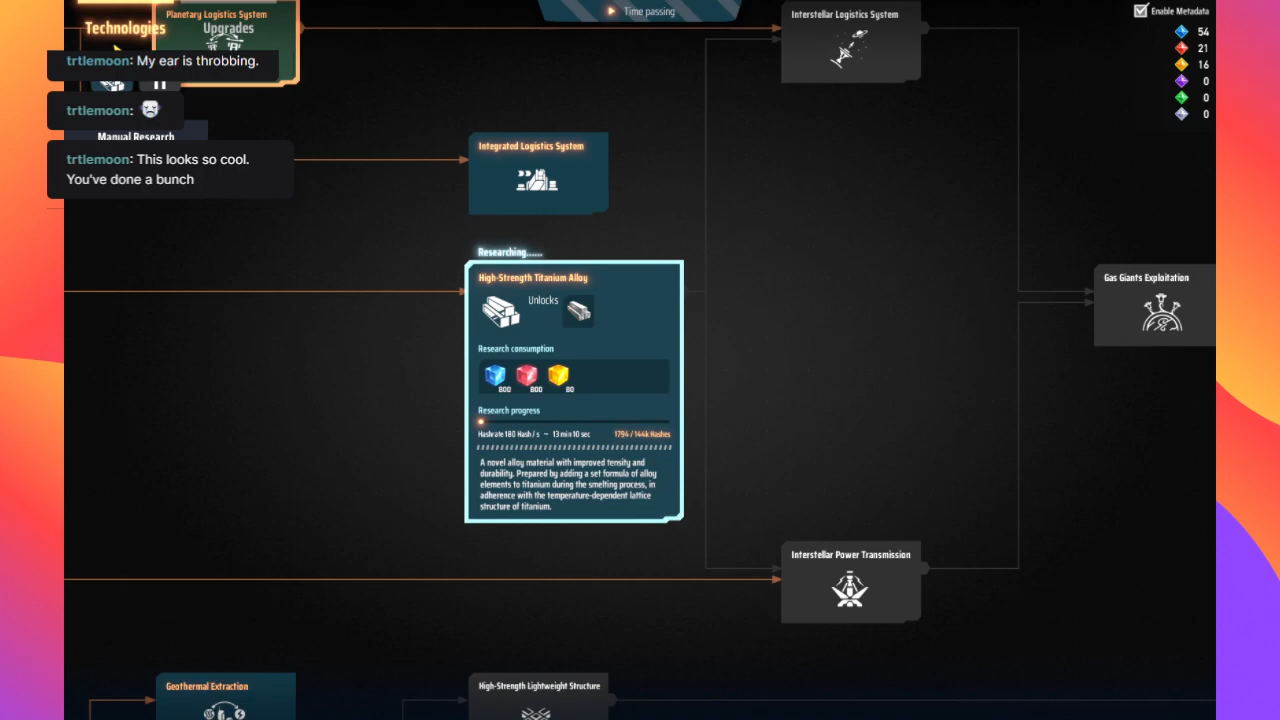 Planetary Logistics System
Technologies
Upgrades
Time passing
Interstellar Logistics System
Enable Metadata
54
21
16
0
0
0
trtlemoon: My ear is throbbing.
trtlemoon:
Manual Research
trtlemoon: This looks so cool.
You've done a bunch
Integrated Logistics System
Researching......
High-Strength Titanium Alloy
Unlocks
Research consumption
800
800
80
Research progress
Hashrate 180 Hash / s ~ 13 min 10 sec
1794 / 144k Hashes
A novel alloy material with improved tensity and
durability. Prepared by adding a set formula of alloy
elements to titanium during the smelting process, in
adherence with the temperature-dependent lattice
structure of titanium.
Gas Giants Exploitation
Interstellar Power Transmission
Geothermal Extraction
High-Strength Lightweight Structure